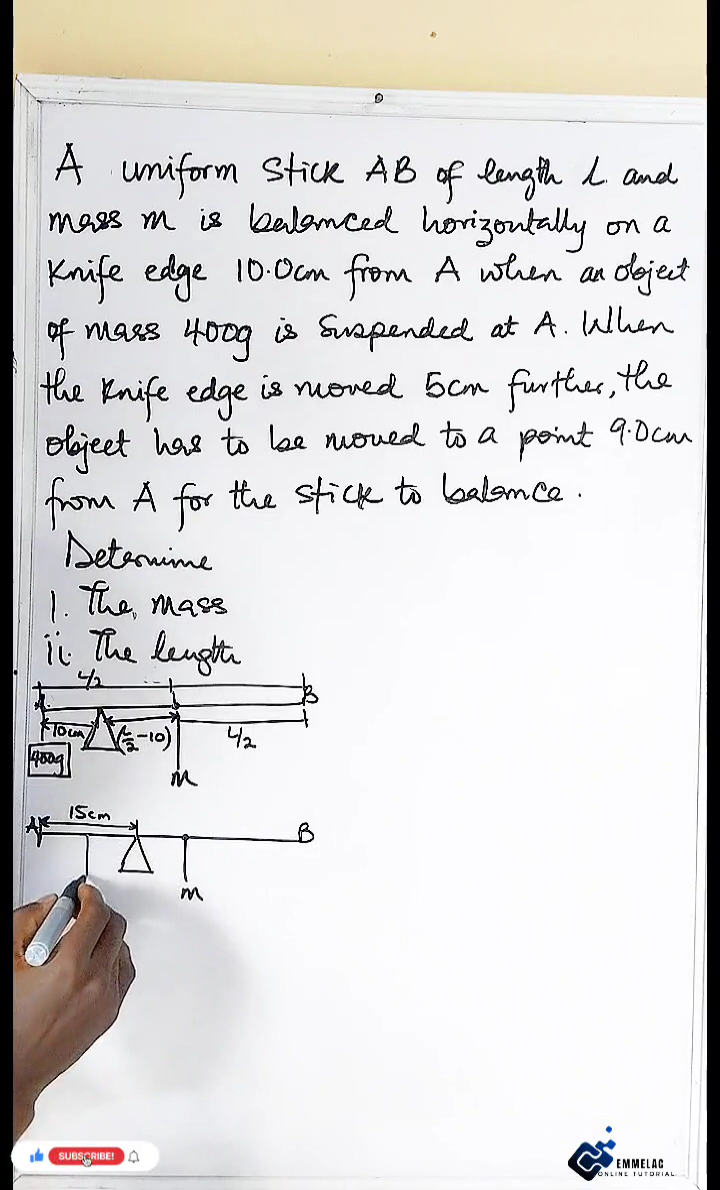 A uniform stick AB of length L and
mass m is balanced horizontally on a
Knife edge 10.0cm from A when an object
of mass 400g is suspended at A. When
the knife edge is moved 5cm further, the
object has to be moved to a point 9.0cm
from A for the stick to balance.
Determine
i. The, mass
ii. The length
L/2
B
10cm (L/2-10) L/2
400g
m
15cm
A B
m
SUBSCRIBE!
EMMELAC
ONLINE TUTORIAL